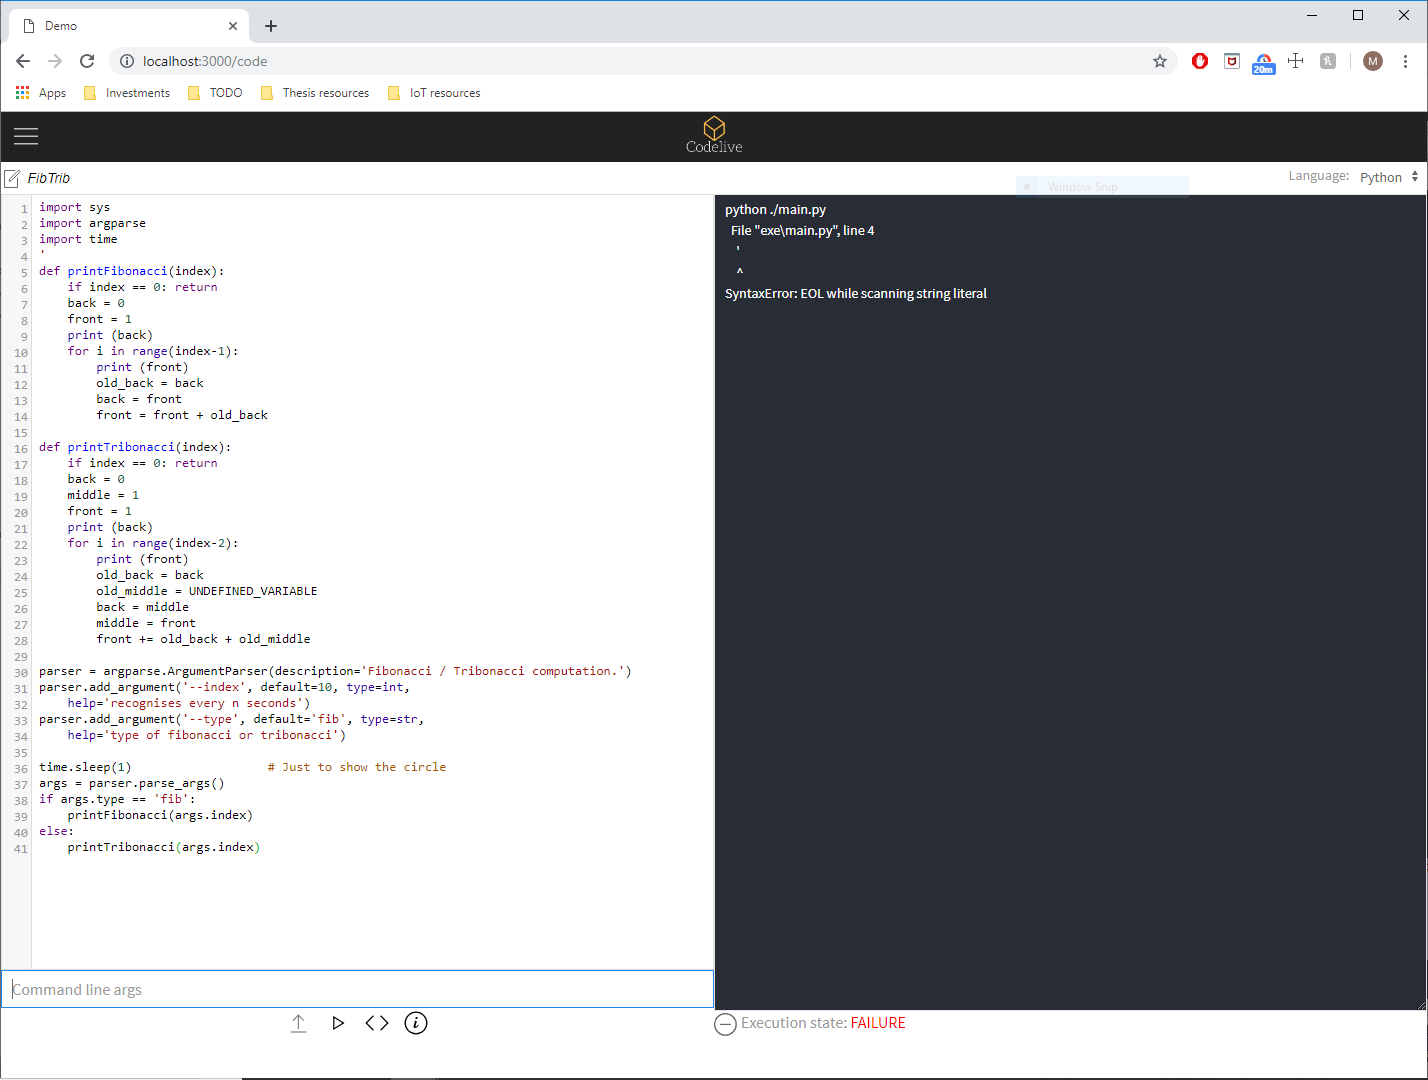 Demo
localhost:3000/code
20m
M
Apps Investments TODO Thesis resources IoT resources
Codelive
FibTrib
Window Snip
Language: Python
1 import sys
2 import argparse
3 import time
4 '
5 def printFibonacci(index):
6     if index == 0: return
7     back = 0
8     front = 1
9     print (back)
10     for i in range(index-1):
11         print (front)
12         old_back = back
13         back = front
14         front = front + old_back
15
16 def printTribonacci(index):
17     if index == 0: return
18     back = 0
19     middle = 1
20     front = 1
21     print (back)
22     for i in range(index-2):
23         print (front)
24         old_back = back
25         old_middle = UNDEFINED_VARIABLE
26         back = middle
27         middle = front
28         front += old_back + old_middle
29
30 parser = argparse.ArgumentParser(description='Fibonacci / Tribonacci computation.')
31 parser.add_argument('--index', default=10, type=int,
32     help='recognises every n seconds')
33 parser.add_argument('--type', default='fib', type=str,
34     help='type of fibonacci or tribonacci')
35
36 time.sleep(1)                   # Just to show the circle
37 args = parser.parse_args()
38 if args.type == 'fib':
39     printFibonacci(args.index)
40 else:
41     printTribonacci(args.index)
Command line args
python ./main.py
File "exe\main.py", line 4
'
^
SyntaxError: EOL while scanning string literal
Execution state: FAILURE